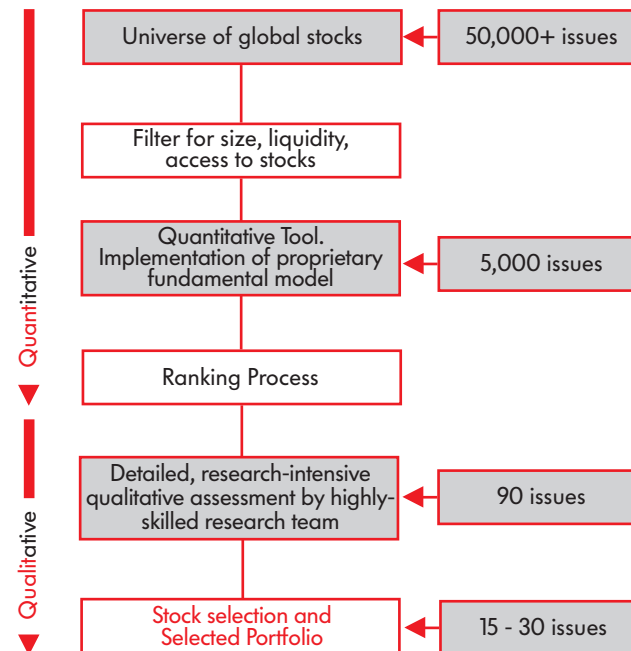 Universe of global stocks
50,000+ issues
Filter for size, liquidity,
access to stocks
Quantitative Tool.
Implementation of proprietary
fundamental model
5,000 issues
Quantitative
Ranking Process
Detailed, research-intensive
qualitative assessment by highly-
skilled research team
90 issues
Qualitative
Stock selection and
Selected Portfolio
15 - 30 issues